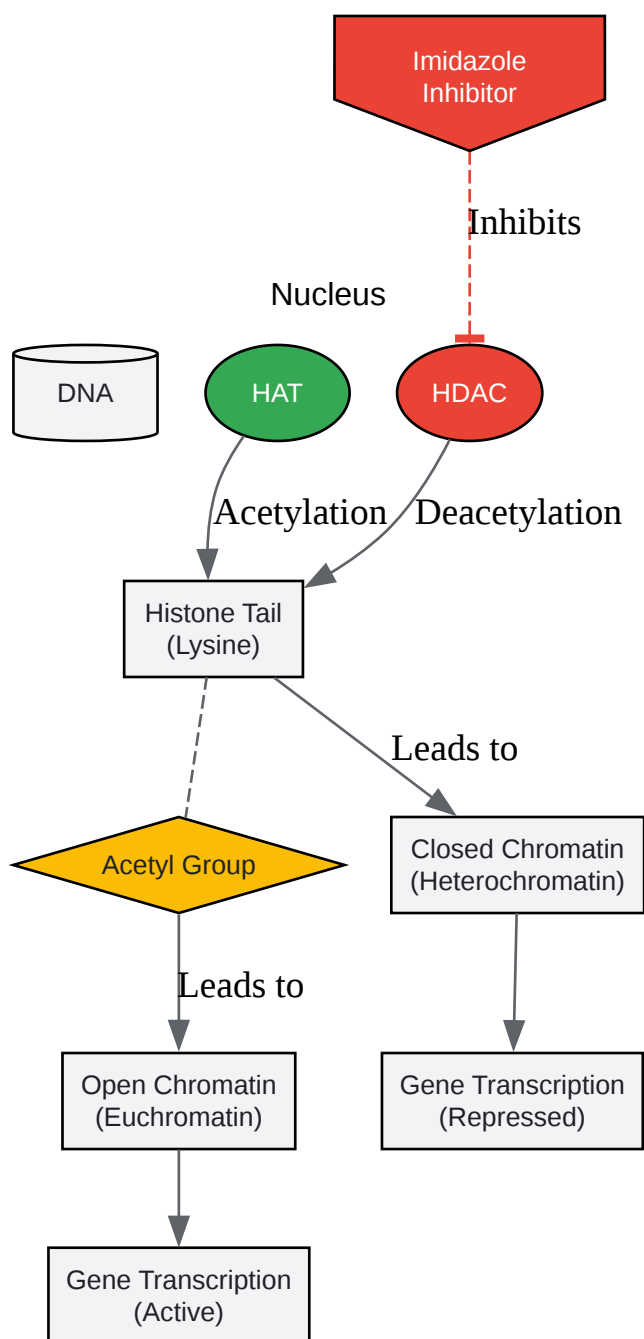 Imidazole
Inhibitor
Inhibits
Nucleus
DNA
HAT
HDAC
Acetylation
Deacetylation
Histone Tail
(Lysine)
Leads to
Acetyl Group
Closed Chromatin
(Heterochromatin)
Leads to
Open Chromatin
(Euchromatin)
Gene Transcription
(Repressed)
Gene Transcription
(Active)